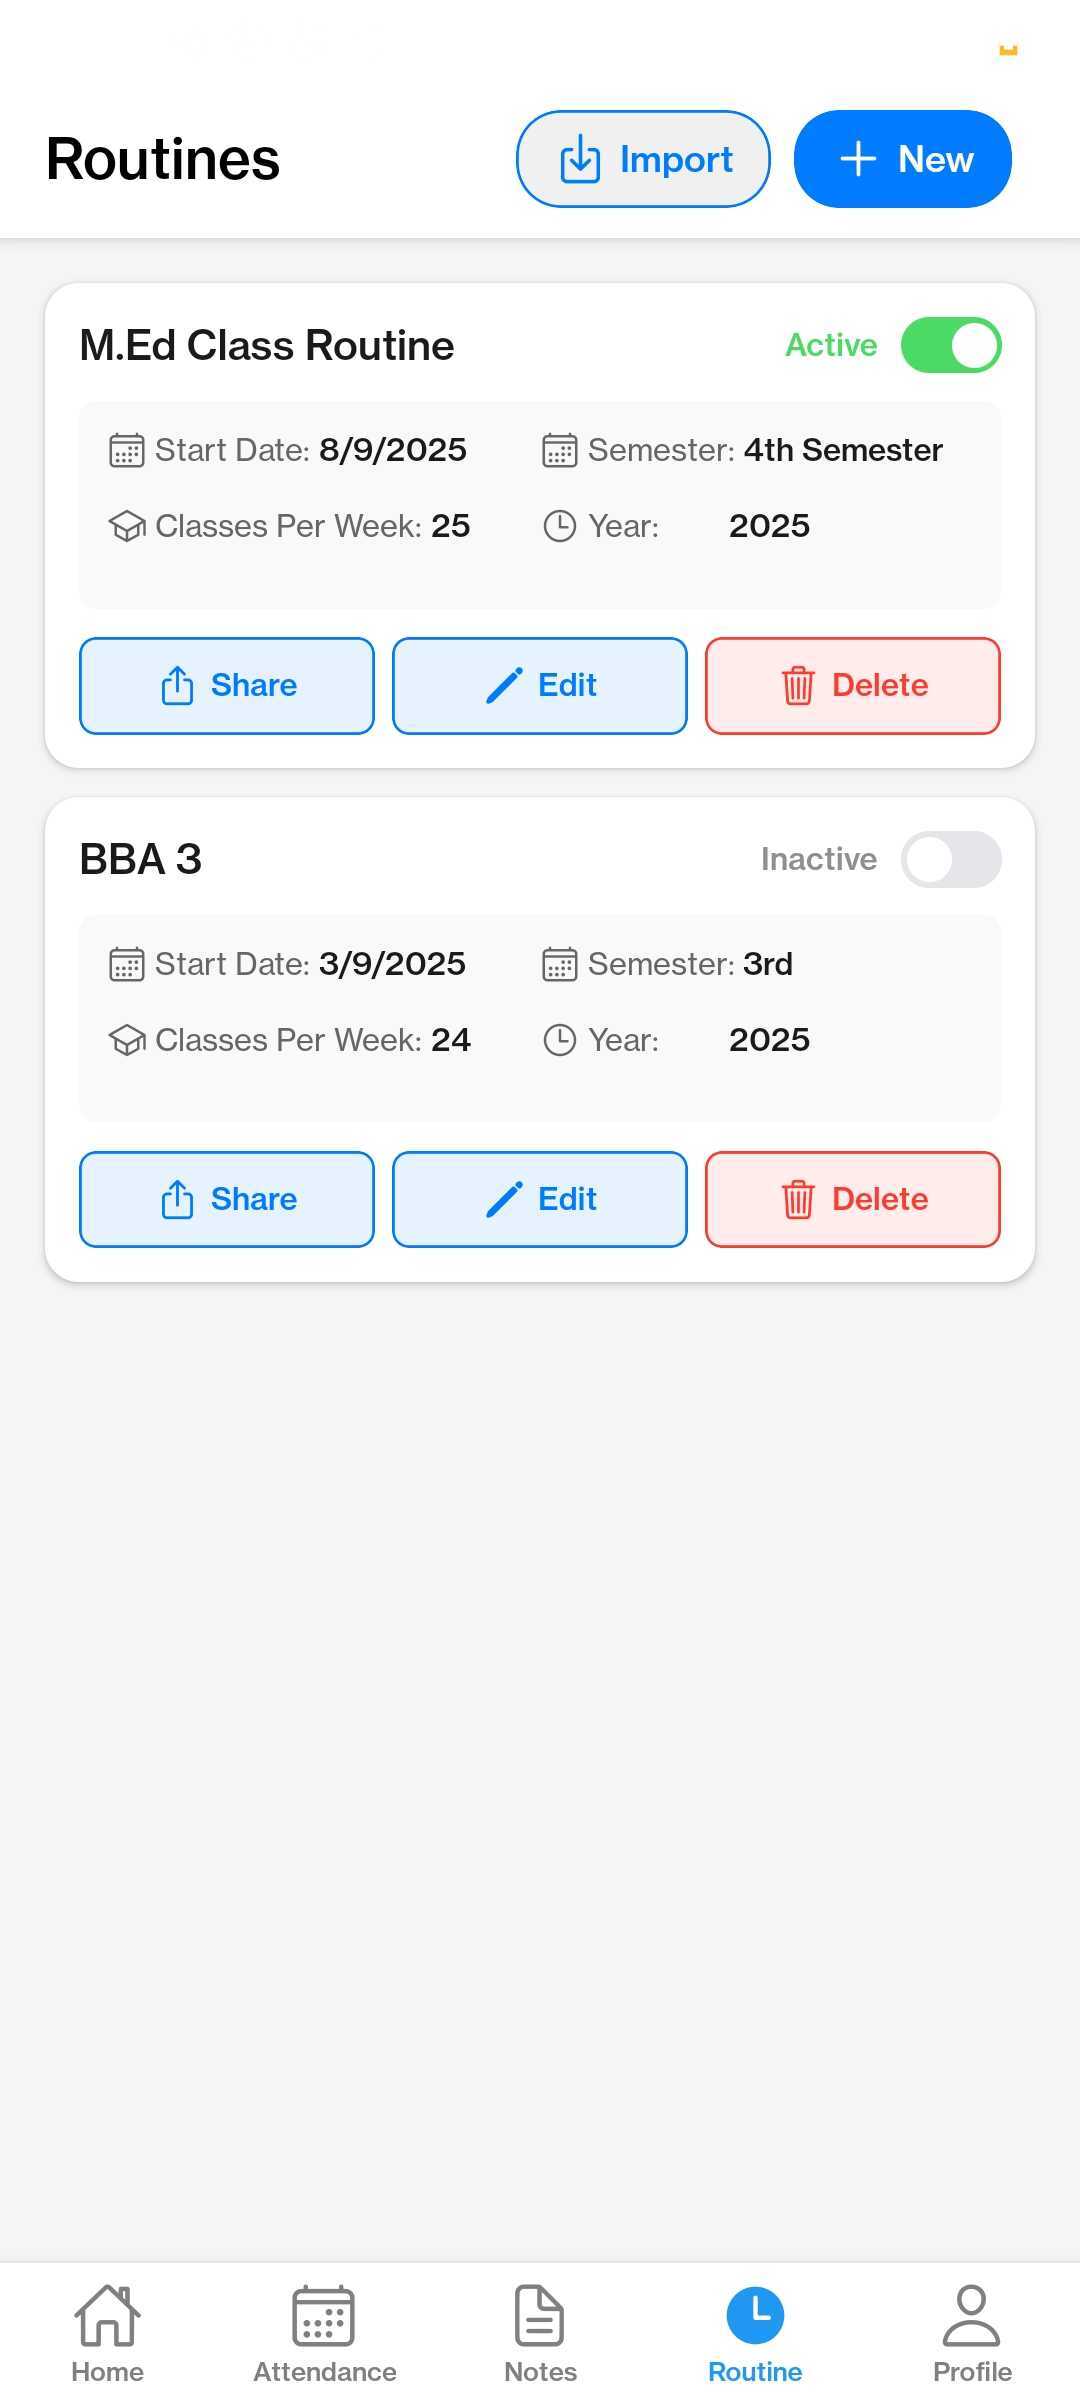 Routines
Import
New
M.Ed Class Routine
Active
Start Date: 8/9/2025
Semester: 4th Semester
Classes Per Week: 25
Year: 2025
Share
Edit
Delete
BBA 3
Inactive
Start Date: 3/9/2025
Semester: 3rd
Classes Per Week: 24
Year: 2025
Share
Edit
Delete
Home
Attendance
Notes
Routine
Profile